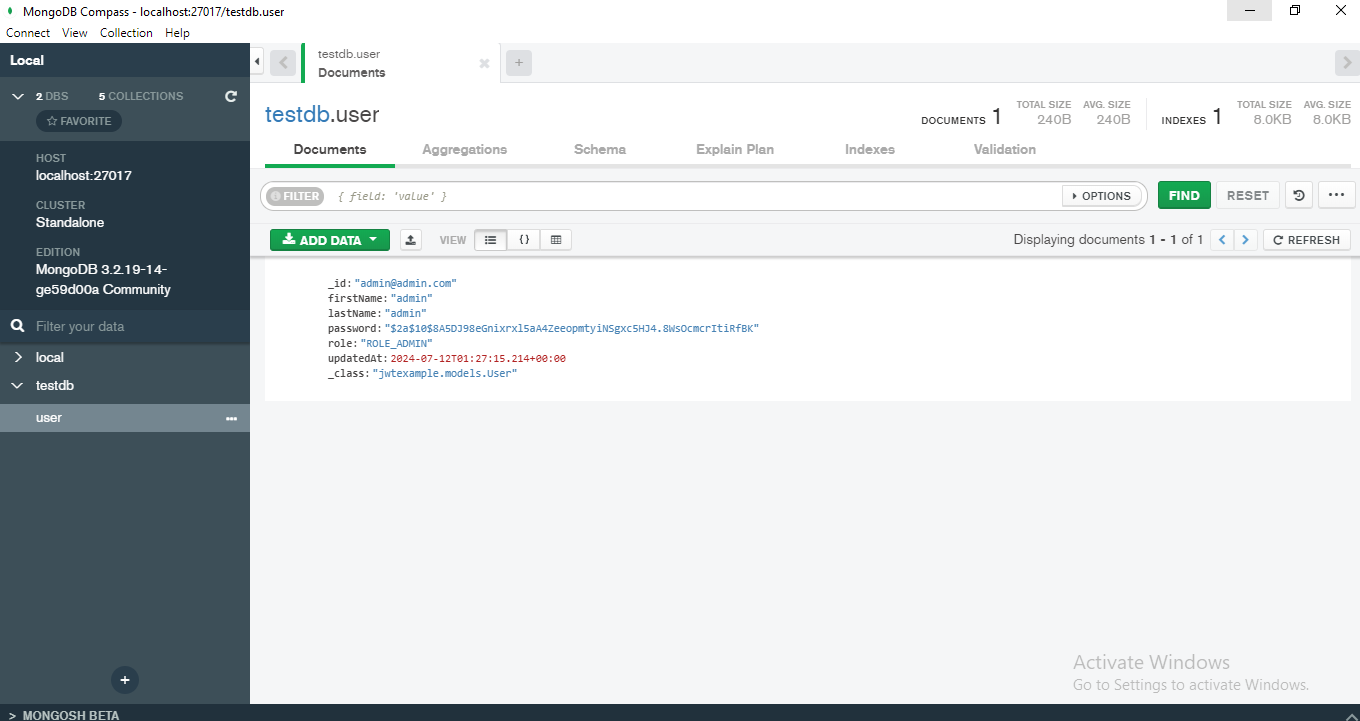 MongoDB Compass - localhost:27017/testdb.user
Connect View Collection Help
Local
2 DBS 5 COLLECTIONS
FAVORITE
HOST
localhost:27017
CLUSTER
Standalone
EDITION
MongoDB 3.2.19-14-
ge59d00a Community
Filter your data
local
testdb
user
testdb.user
Documents
testdb.user
DOCUMENTS 1
TOTAL SIZE
240B
AVG. SIZE
240B
INDEXES 1
TOTAL SIZE
8.0KB
AVG. SIZE
8.0KB
Documents Aggregations Schema Explain Plan Indexes Validation
FILTER { field: 'value' } OPTIONS FIND RESET
ADD DATA VIEW {} Displaying documents 1 - 1 of 1 REFRESH
_id: "admin@admin.com"
firstName: "admin"
lastName: "admin"
password: "$2a$10$8A5DJ98eGnixrxl5aA4ZeeopmtyiNSgxc5HJ4.8WsOcmcrItiRfBK"
role: "ROLE_ADMIN"
updatedAt: 2024-07-12T01:27:15.214+00:00
_class: "jwtexample.models.User"
Activate Windows
Go to Settings to activate Windows.
> MONGOSH BETA